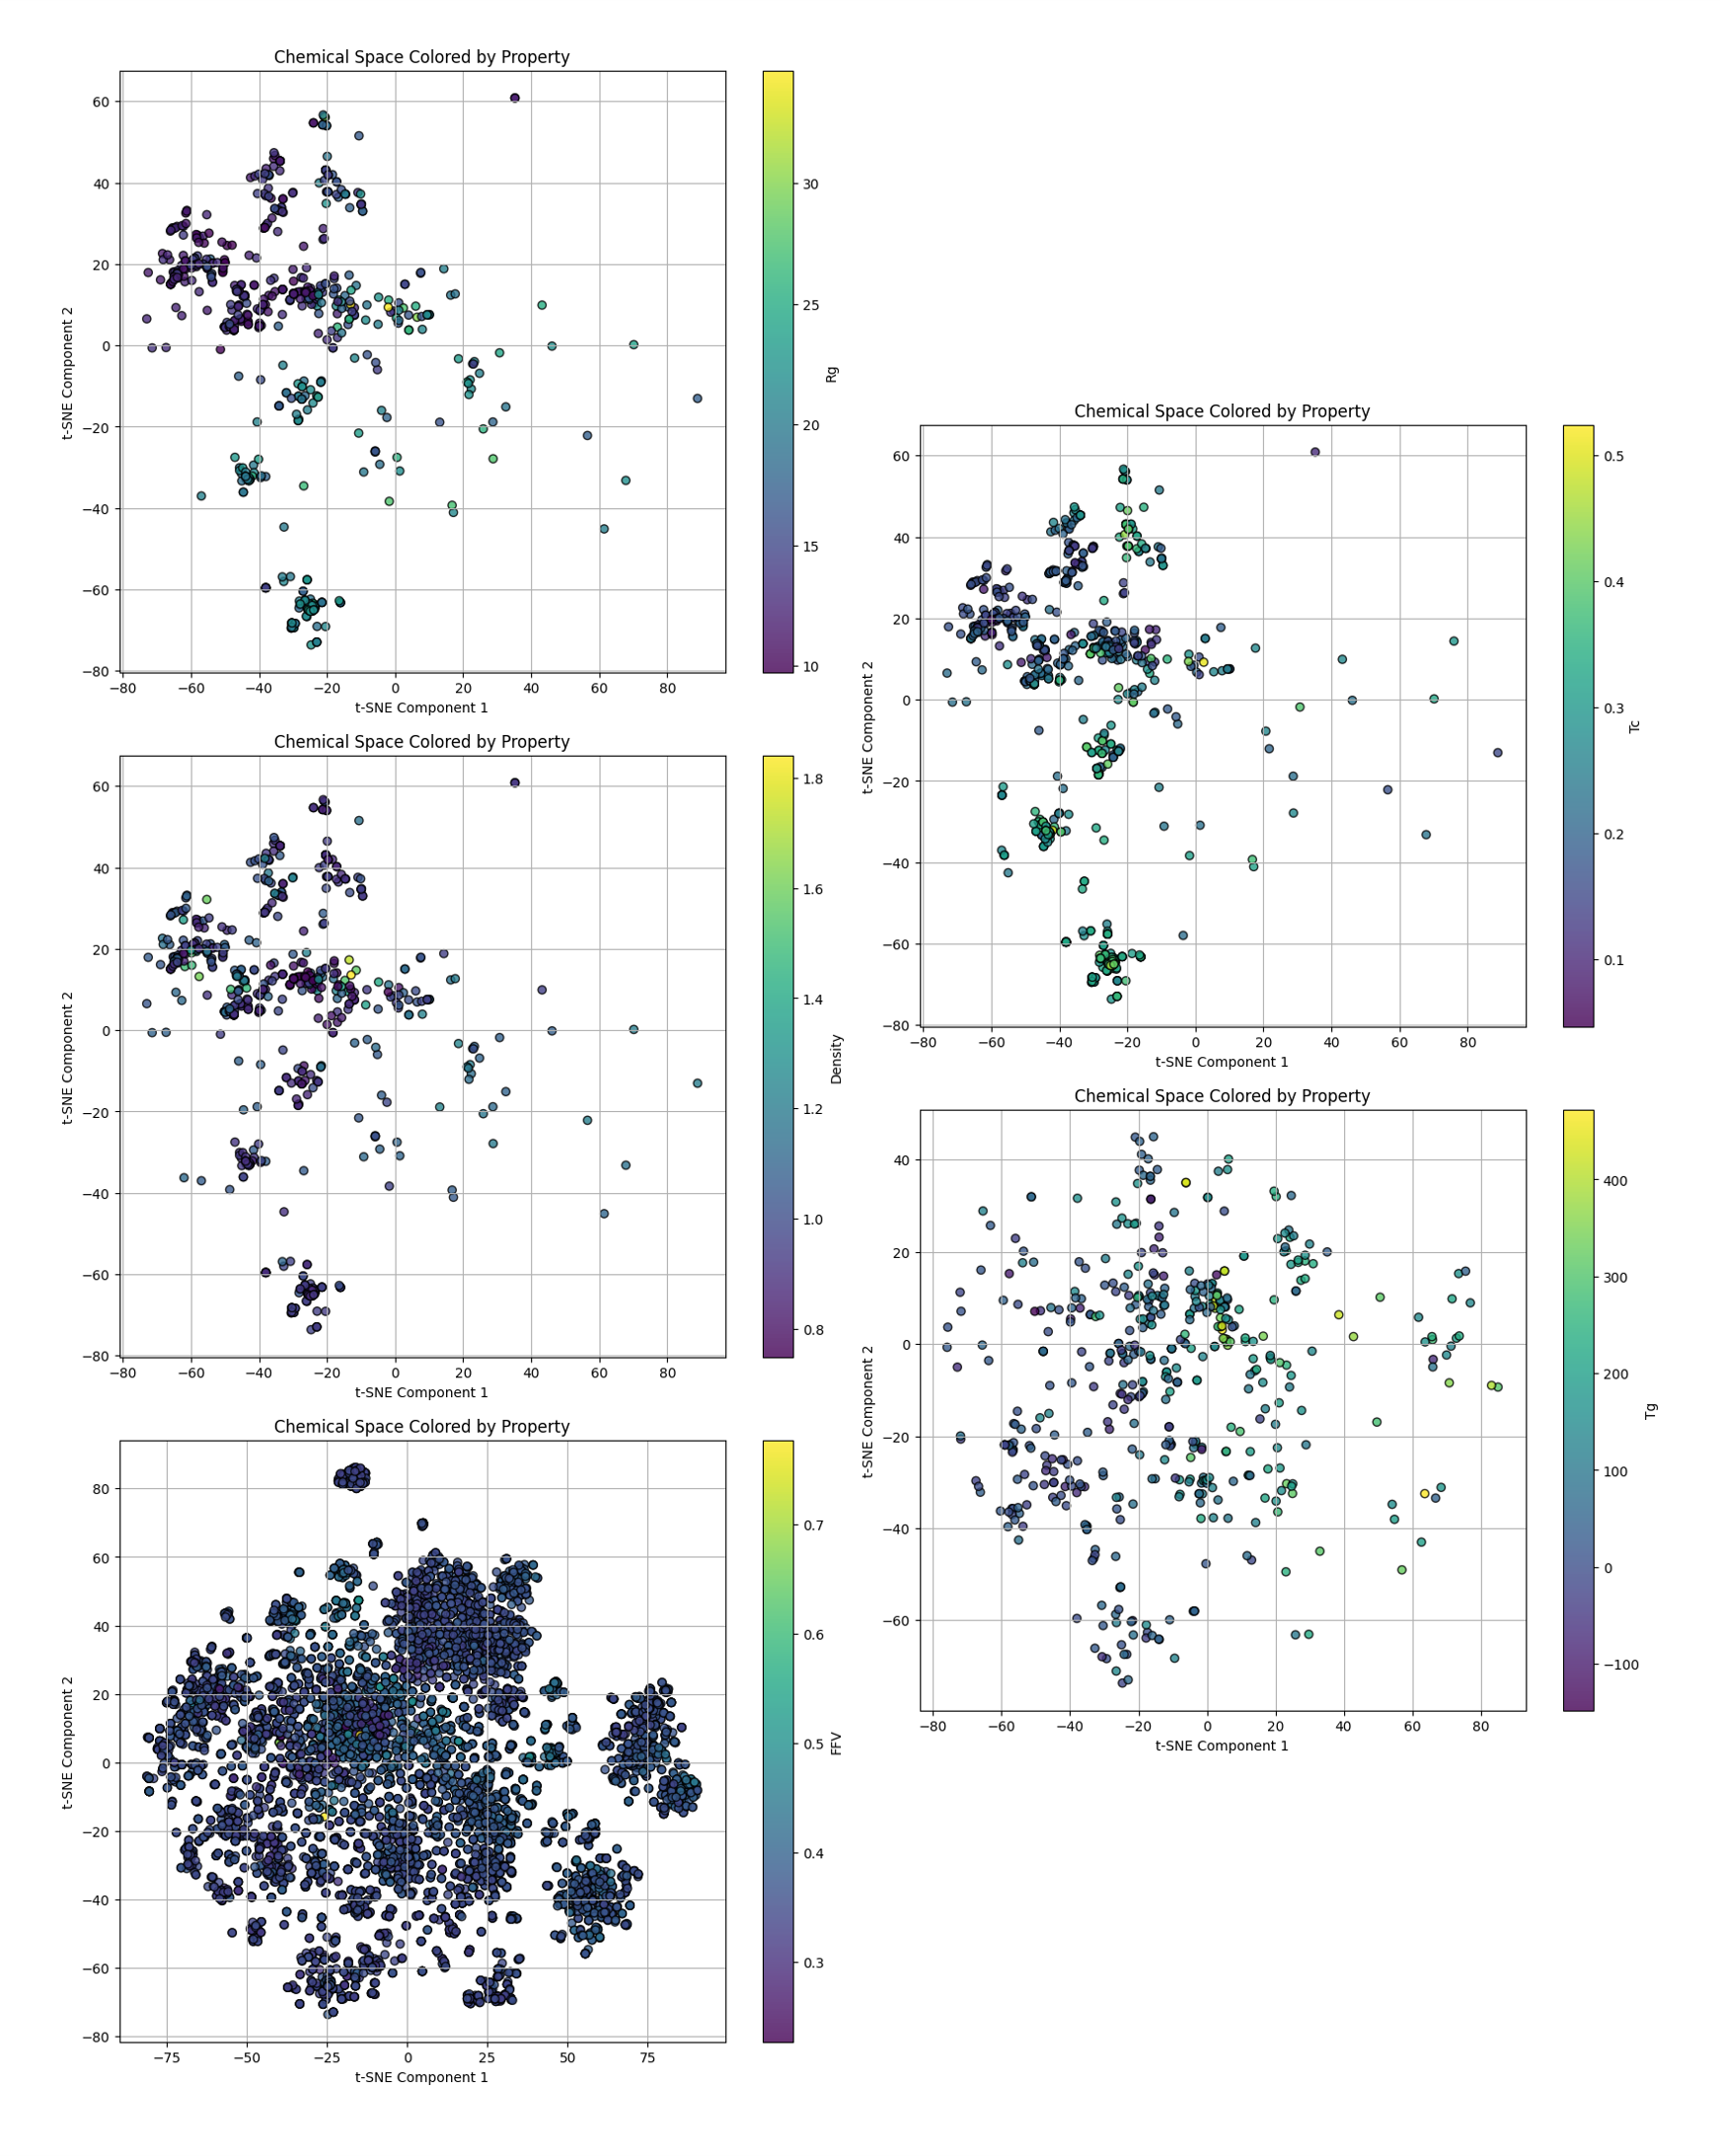 Chemical Space Colored by Property
60
40
20
0
−20
−40
−60
−80
−80 −60 −40 −20 0 20 40 60 80
t-SNE Component 1
t-SNE Component 2
30
25
20
15
10
Rg
Chemical Space Colored by Property
60
40
20
0
−20
−40
−60
−80
−80 −60 −40 −20 0 20 40 60 80
t-SNE Component 1
t-SNE Component 2
1.8
1.6
1.4
1.2
1.0
0.8
Density
Chemical Space Colored by Property
80
60
40
20
0
−20
−40
−60
−80
−75 −50 −25 0 25 50 75
t-SNE Component 1
t-SNE Component 2
0.7
0.6
0.5
0.4
0.3
FFV
Chemical Space Colored by Property
60
40
20
0
−20
−40
−60
−80
−80 −60 −40 −20 0 20 40 60 80
t-SNE Component 1
t-SNE Component 2
0.5
0.4
0.3
0.2
0.1
Tc
Chemical Space Colored by Property
40
20
0
−20
−40
−60
−80 −60 −40 −20 0 20 40 60 80
t-SNE Component 1
t-SNE Component 2
400
300
200
100
0
−100
Tg